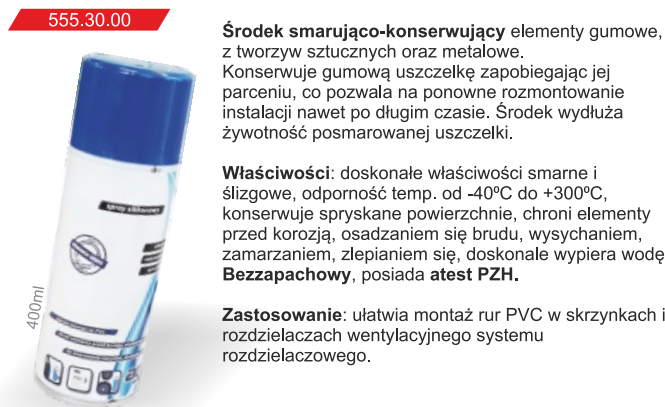 555.30.00
Środek smarująco-konserwujący elementy gumowe,
z tworzyw sztucznych oraz metalowe.
Konserwuje gumową uszczelkę zapobiegając jej
parceniu, co pozwala na ponowne rozmontowanie
instalacji nawet po długim czasie. Środek wydłuża
żywotność posmarowanej uszczelki.
Właściwości: doskonałe właściwości smarne i
ślizgowe, odporność temp. od -40ºC do +300ºC,
konserwuje spryskane powierzchnie, chroni elementy
przed korozją, osadzaniem się brudu, wysychaniem,
zamarzaniem, zlepianiem się, doskonale wypiera wodę
Bezzapachowy, posiada atest PZH.
Zastosowanie: ułatwia montaż rur PVC w skrzynkach i
rozdzielaczach wentylacyjnego systemu
rozdzielaczowego.
spray silikonowy
400ml